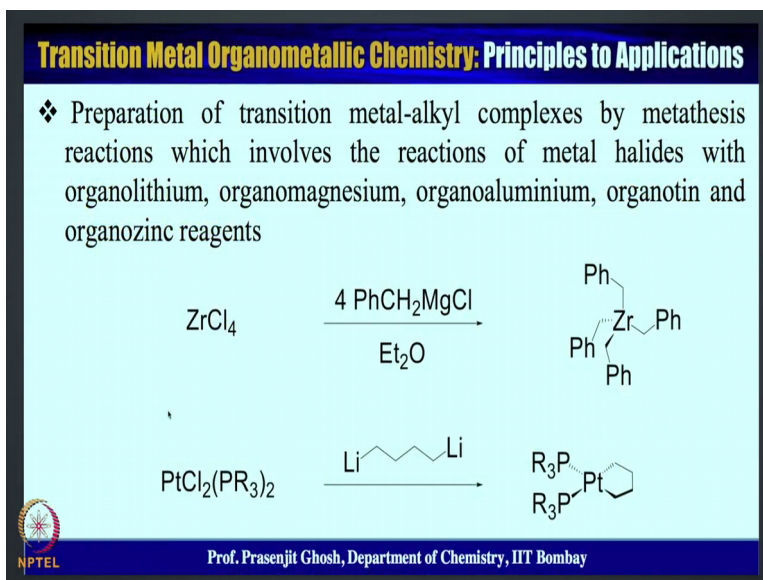 Transition Metal Organometallic Chemistry: Principles to Applications
❖ Preparation of transition metal-alkyl complexes by metathesis
reactions which involves the reactions of metal halides with
organolithium, organomagnesium, organoaluminium, organotin and
organozinc reagents
ZrCl₄
4 PhCH₂MgCl
Et₂O
Ph
Zr
Ph
Ph
Ph
PtCl₂(PR₃)₂
Li
Li
R₃P
Pt
R₃P
NPTEL
Prof. Prasenjit Ghosh, Department of Chemistry, IIT Bombay